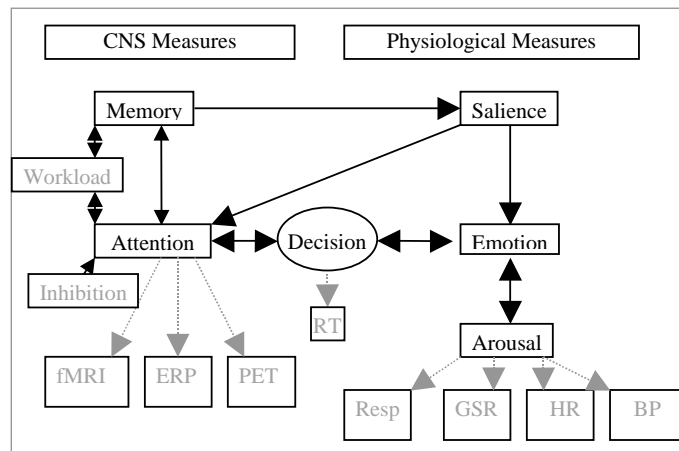 CNS Measures
Physiological Measures
Memory
Salience
Workload
Attention
Decision
Emotion
Inhibition
RT
Arousal
fMRI
ERP
PET
Resp
GSR
HR
BP